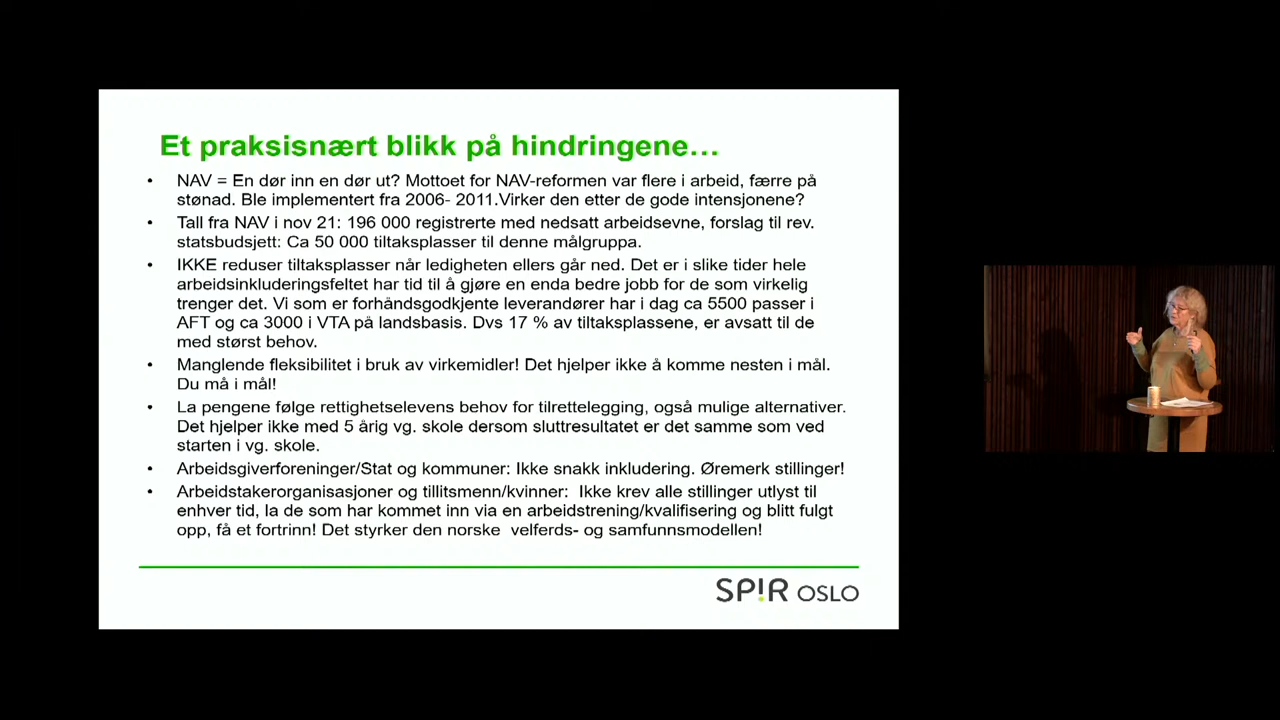 Et praksisnært blikk på hindringene…
• NAV = En dør inn en dør ut? Mottoet for NAV-reformen var flere i arbeid, færre på
stønad. Ble implementert fra 2006- 2011.Virker den etter de gode intensjonene?
• Tall fra NAV i nov 21: 196 000 registrerte med nedsatt arbeidsevne, forslag til rev.
statsbudsjett: Ca 50 000 tiltaksplasser til denne målgruppa.
• IKKE reduser tiltaksplasser når ledigheten ellers går ned. Det er i slike tider hele
arbeidsinkluderingsfeltet har tid til å gjøre en enda bedre jobb for de som virkelig
trenger det. Vi som er forhåndsgodkjente leverandører har i dag ca 5500 passer i
AFT og ca 3000 i VTA på landsbasis. Dvs 17 % av tiltaksplassene, er avsatt til de
med størst behov.
• Manglende fleksibilitet i bruk av virkemidler! Det hjelper ikke å komme nesten i mål.
Du må i mål!
• La pengene følge rettighetselevens behov for tilrettelegging, også mulige alternativer.
Det hjelper ikke med 5 årig vg. skole dersom sluttresultatet er det samme som ved
starten i vg. skole.
• Arbeidsgiverforeninger/Stat og kommuner: Ikke snakk inkludering. Øremerk stillinger!
• Arbeidstakerorganisasjoner og tillitsmenn/kvinner:  Ikke krev alle stillinger utlyst til
enhver tid, la de som har kommet inn via en arbeidstrening/kvalifisering og blitt fulgt
opp, få et fortrinn! Det styrker den norske  velferds- og samfunnsmodellen!
SP!R OSLO